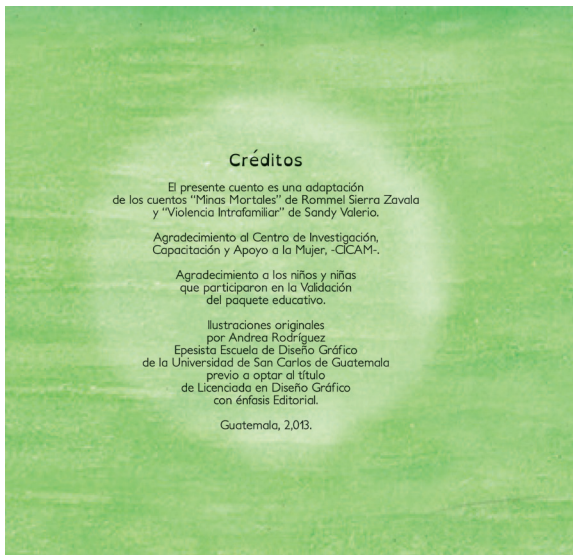 Créditos
El presente cuento es una adaptación
de los cuentos "Minas Mortales" de Rommel Sierra Zavala
y "Violencia Intrafamiliar" de Sandy Valerio.
Agradecimiento al Centro de Investigación,
Capacitación y Apoyo a la Mujer, -CICAM-.
Agradecimiento a los niños y niñas
que participaron en la Validación
del paquete educativo.
Ilustraciones originales
por Andrea Rodríguez
Epesista Escuela de Diseño Gráfico
de la Universidad de San Carlos de Guatemala
previo a optar al título
de Licenciada en Diseño Gráfico
con énfasis Editorial.
Guatemala, 2,013.